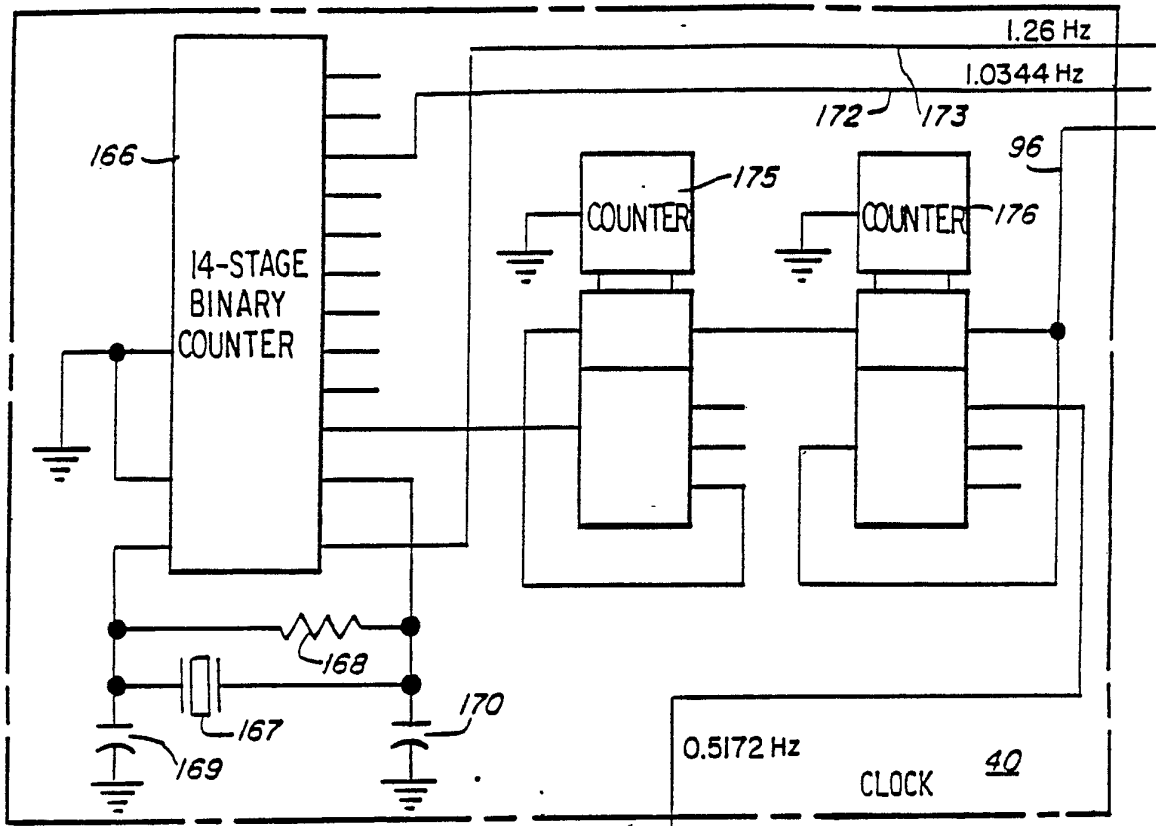 1.26 Hz
1.0344 Hz
172
173
166
96
175
COUNTER
COUNTER
176
14-STAGE
BINARY
COUNTER
168
167
170
169
0.5172 Hz
40
CLOCK